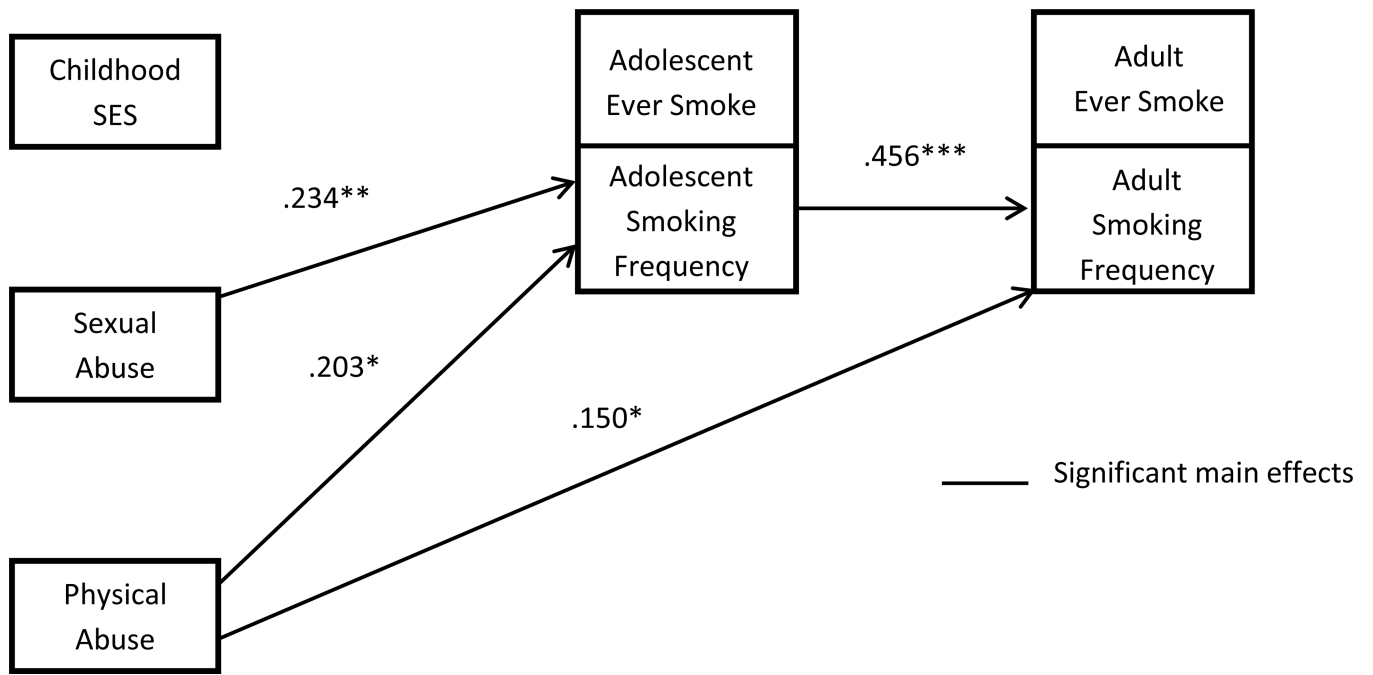 Childhood
SES
Adolescent
Ever Smoke
Adult
Ever Smoke
.456***
Adolescent
Smoking
Frequency
Adult
Smoking
Frequency
.234**
Sexual
Abuse
.203*
.150*
Significant main effects
Physical
Abuse